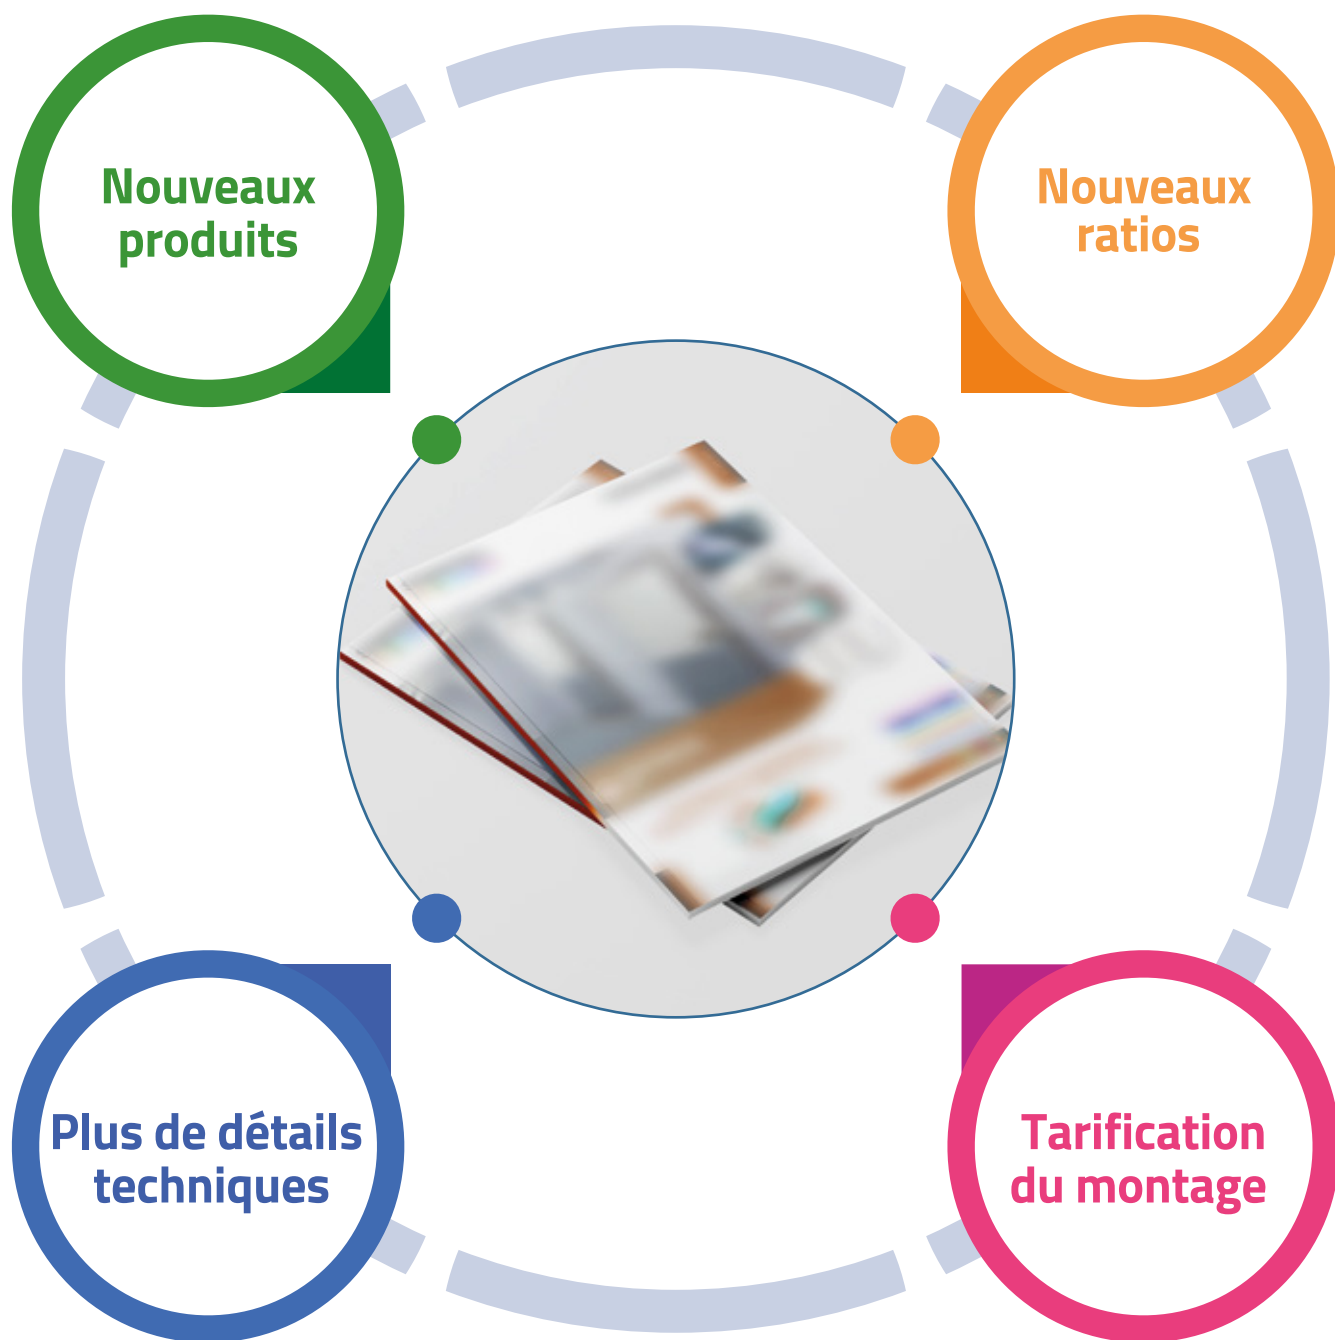 Nouveaux
produits
Nouveaux
ratios
Plus de détails
techniques
Tarification
du montage